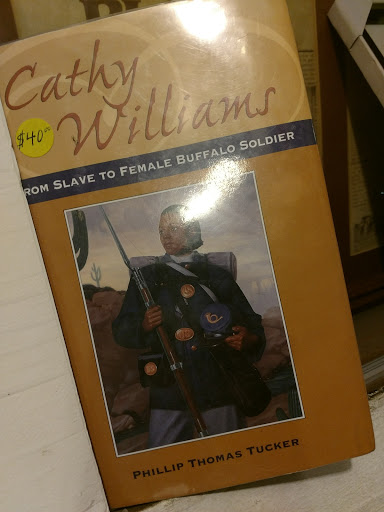 Cathy
Williams
$40.00
ROM SLAVE TO FEMALE BUFFALO SOLDIER
PHILLIP THOMAS TUCKER